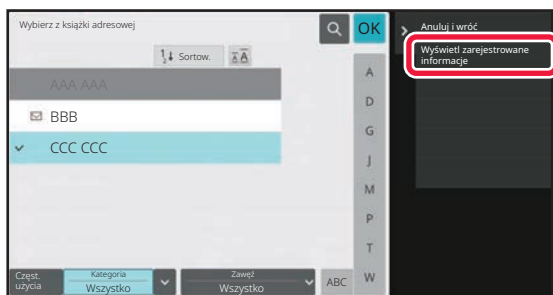 Wybierz z książki adresowej
OK
Anuluj i wróć
Wyświetl zarejestrowane
informacje
Sortow.
AAA AAA
BBB
CCC CCC
A
D
G
J
M
P
T
W
Częst.
użycia
Kategoria
Wszystko
Zawęź
Wszystko
ABC